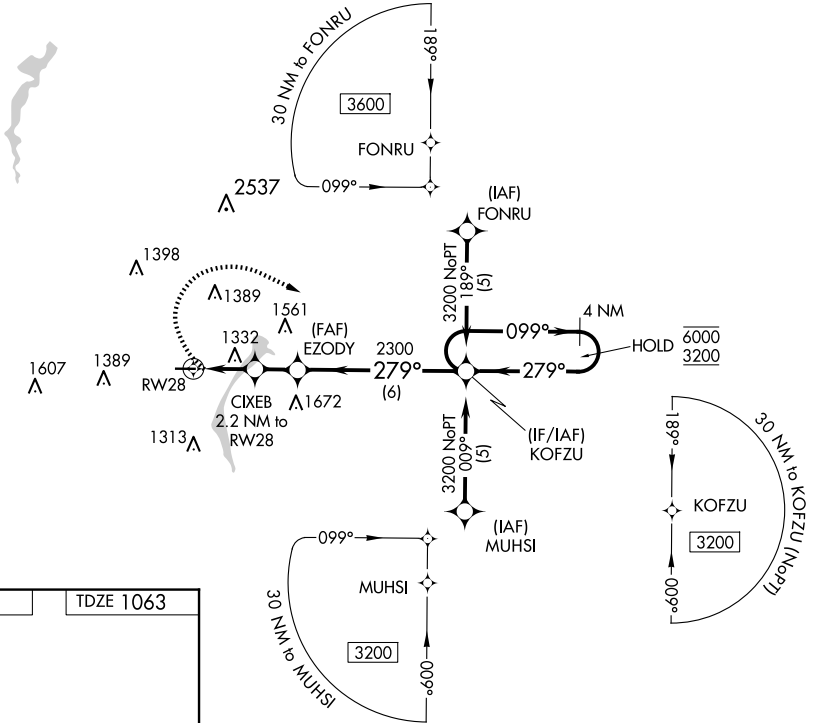 30 NM to FONRU
189°
3600
FONRU
099°
2537
(IAF)
FONRU
1398
3200 NoPT
189°
(5)
1389
1561
4 NM
099°
HOLD
6000
3200
1332
(FAF)
EZODY
2300
279°
(6)
279°
1607
1389
RW28
CIXEB
2.2 NM to
RW28
1672
1313
(IF/IAF)
KOFZU
3200 NoPT
009°
(5)
(IAF)
MUHSI
189°
30 NM to KOFZU (NoPT)
KOFZU
3200
009°
099°
MUHSI
30 NM to MUHSI
3200
009°
TDZE 1063